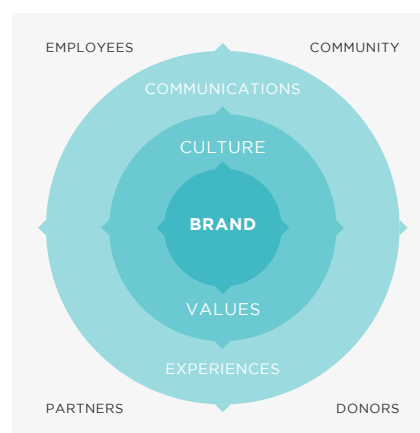 EMPLOYEES COMMUNITY
COMMUNICATIONS
CULTURE
BRAND
VALUES
EXPERIENCES
PARTNERS DONORS